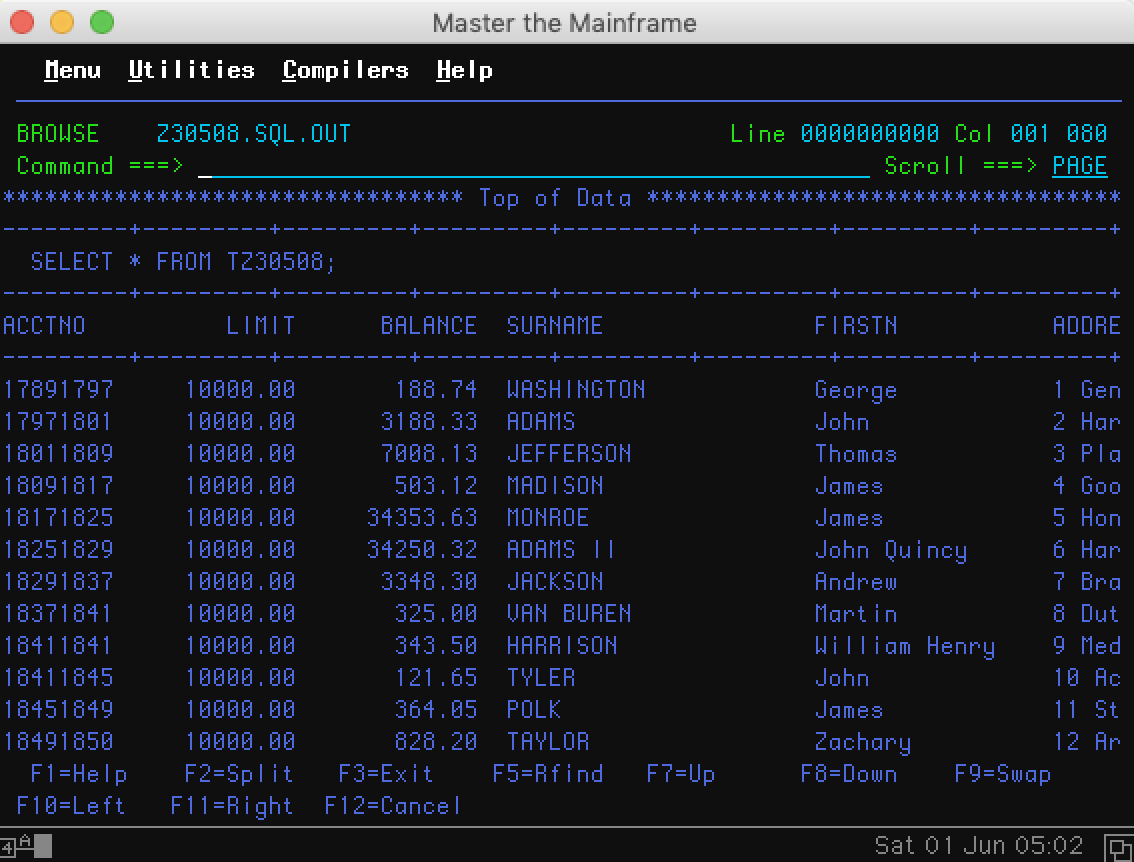 Master the Mainframe
Menu Utilities Compilers Help
BROWSE Z30508.SQL.OUT Line 0000000000 Col 001 080
Command ===> Scroll ===> PAGE
********************************* Top of Data **********************************
---------+---------+---------+---------+---------+---------+---------+---------+
SELECT * FROM TZ30508;
---------+---------+---------+---------+---------+---------+---------+---------+
ACCTNO LIMIT BALANCE SURNAME FIRSTN ADDRE
---------+---------+---------+---------+---------+---------+---------+---------+
17891797 10000.00 188.74 WASHINGTON George 1 Gen
17971801 10000.00 3188.33 ADAMS John 2 Har
18011809 10000.00 7008.13 JEFFERSON Thomas 3 Pla
18091817 10000.00 503.12 MADISON James 4 Goo
18171825 10000.00 34353.63 MONROE James 5 Hon
18251829 10000.00 34250.32 ADAMS II John Quincy 6 Har
18291837 10000.00 3348.30 JACKSON Andrew 7 Bra
18371841 10000.00 325.00 VAN BUREN Martin 8 Dut
18411841 10000.00 343.50 HARRISON William Henry 9 Med
18411845 10000.00 121.65 TYLER John 10 Ac
18451849 10000.00 364.05 POLK James 11 St
18491850 10000.00 828.20 TAYLOR Zachary 12 Ar
F1=Help F2=Split F3=Exit F5=Rfind F7=Up F8=Down F9=Swap
F10=Left F11=Right F12=Cancel
4 A Sat 01 Jun 05:02